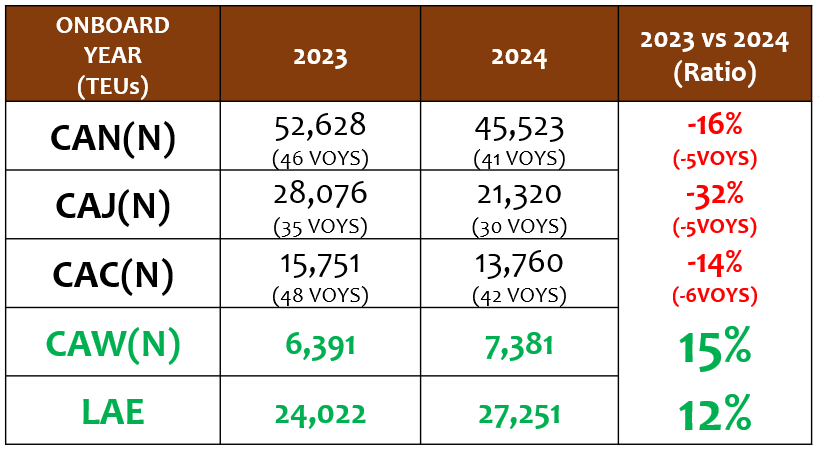 ONBOARD
YEAR
(TEUs)
2023
2024
2023 vs 2024
(Ratio)
CAN(N)
52,628
(46 VOYS)
45,523
(41 VOYS)
-16%
(-5VOYS)
CAJ(N)
28,076
(35 VOYS)
21,320
(30 VOYS)
-32%
(-5VOYS)
CAC(N)
15,751
(48 VOYS)
13,760
(42 VOYS)
-14%
(-6VOYS)
CAW(N)
6,391
7,381
15%
LAE
24,022
27,251
12%